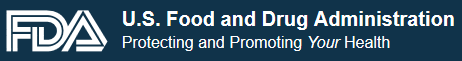 FDA
U.S. Food and Drug Administration
Protecting and Promoting Your Health